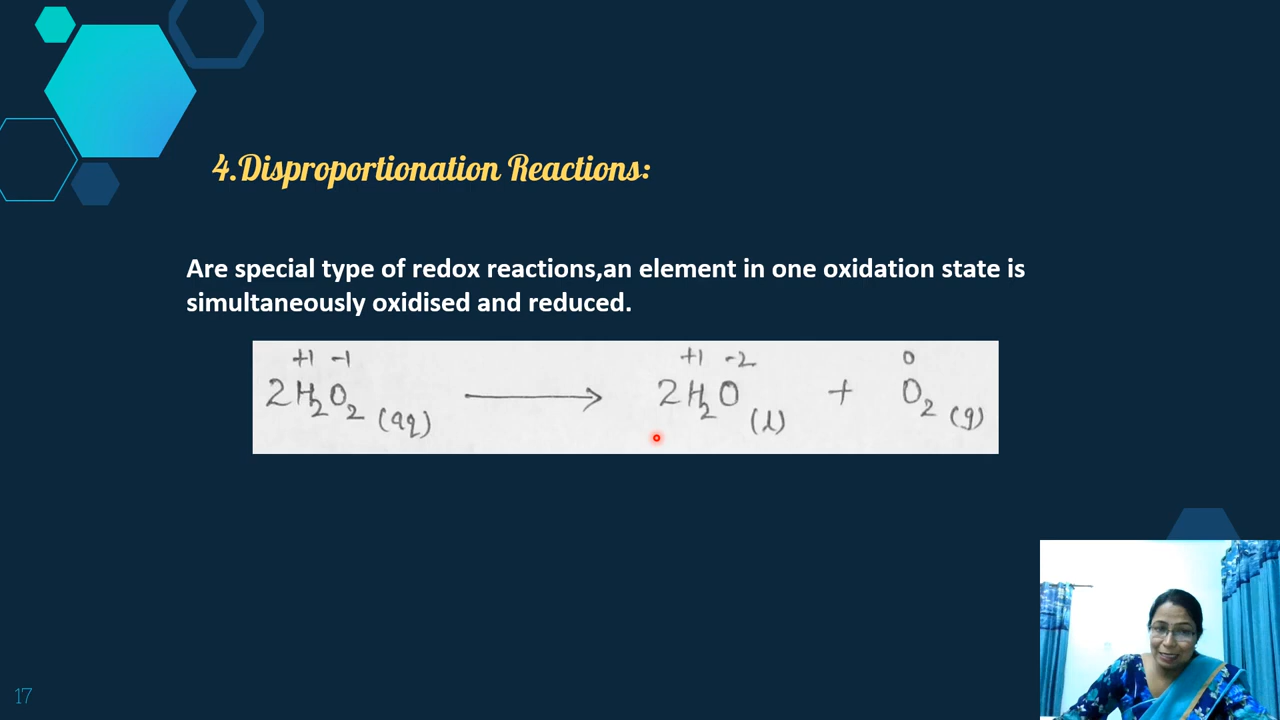 4.Disproportionation Reactions:
Are special type of redox reactions,an element in one oxidation state is
simultaneously oxidised and reduced.
+1 -1 +1 -2 0
2H₂O₂ (aq) ⟶ 2H₂O (l) + O₂ (g)
17